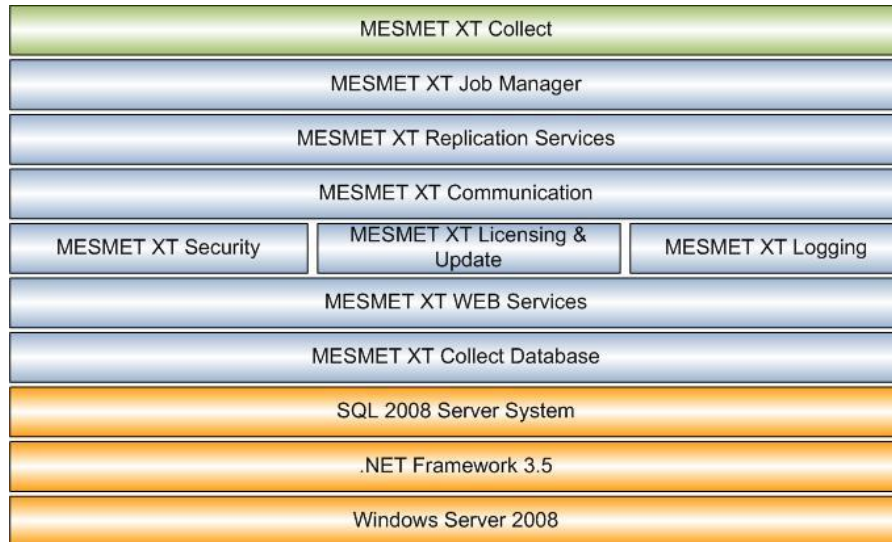 MESMET XT Collect
MESMET XT Job Manager
MESMET XT Replication Services
MESMET XT Communication
MESMET XT Security
MESMET XT Licensing &
Update
MESMET XT Logging
MESMET XT WEB Services
MESMET XT Collect Database
SQL 2008 Server System
.NET Framework 3.5
Windows Server 2008